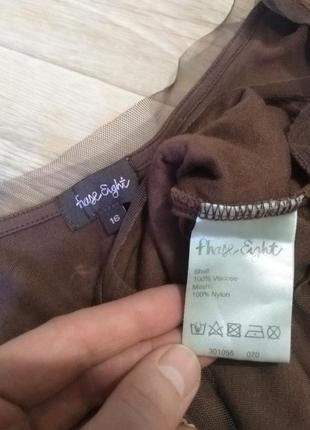 Phase Eight
16
Phase Eight
Shell
100% Viscose
Mesh:
100% Nylon
301056 070